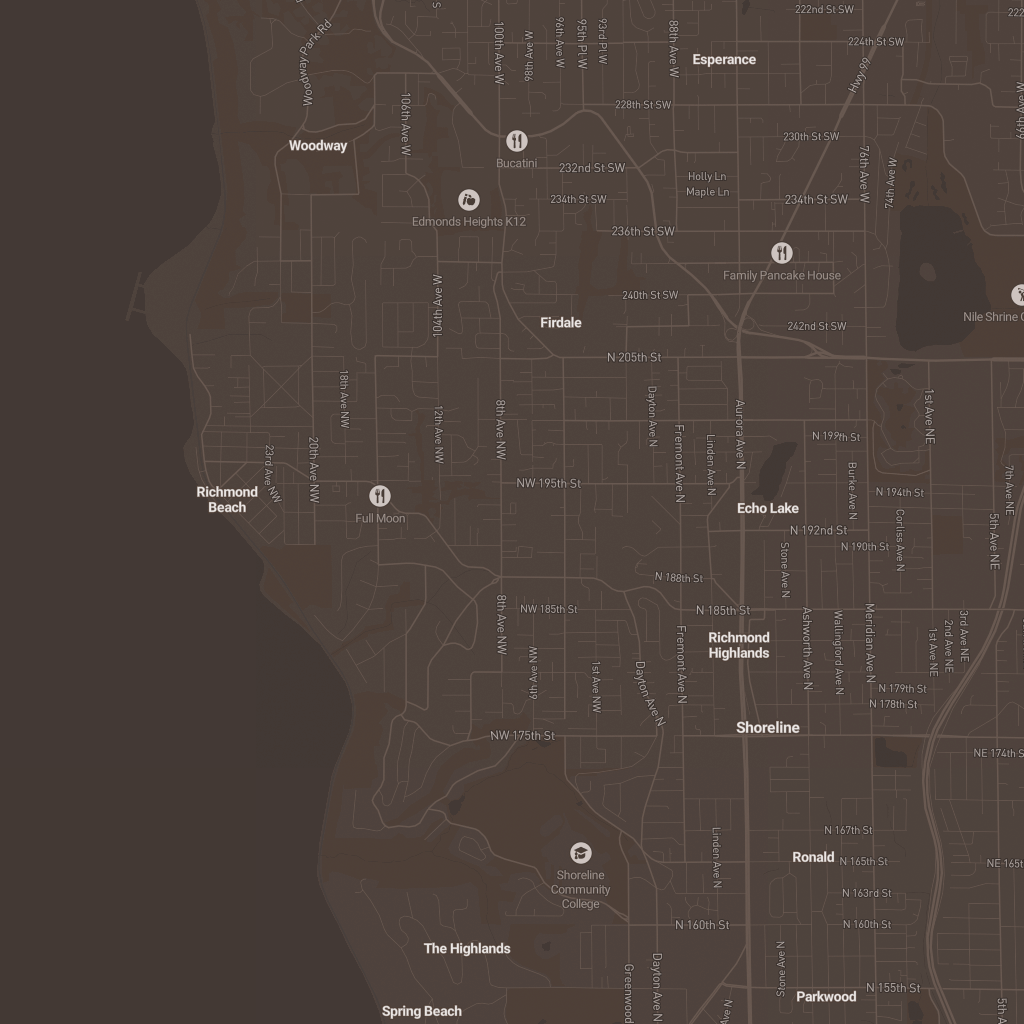 222nd St SW
222
Woodway Park Rd
S
100th Ave W
98th Ave W
96th Ave W
95th Pl W
93rd Pl W
88th Ave W
224th St SW
Esperance
Hwy 99
106th Ave W
228th St SW
66th Ave W
230th St SW
Woodway
Bucatini
232nd St SW
Holly Ln
Maple Ln
76th Ave W
74th Ave W
234th St SW
234th St SW
Edmonds Heights K12
236th St SW
Family Pancake House
104th Ave W
240th St SW
Nile Shrine
Firdale
242nd St SW
N 205th St
18th Ave NW
12th Ave NW
8th Ave NW
Dayton Ave N
Fremont Ave N
Linden Ave N
Aurora Ave N
1st Ave NE
N 199th St
20th Ave NW
23rd Ave NW
Burke Ave N
7th Ave NE
NW 195th St
N 194th St
Richmond
Beach
Full Moon
Echo Lake
Corliss Ave N
5th Ave NE
N 192nd St
N 190th St
Stone Ave N
N 188th St
8th Ave NW
NW 185th St
N 185th St
Richmond
Highlands
Ashworth Ave N
Wallingford Ave N
Meridian Ave N
1st Ave NE
2nd Ave NE
3rd Ave NE
Fremont Ave N
6th Ave NW
1st Ave NW
Dayton Ave N
N 179th St
N 178th St
Shoreline
NW 175th St
NE 174th S
Linden Ave N
N 167th St
Ronald
N 165th St
NE 165t
Shoreline
Community
College
N 163rd St
N 160th St
N 160th St
The Highlands
Greenwood
Dayton Ave N
Stone Ave N
N 155th St
Parkwood
N Av
5th A
Spring Beach